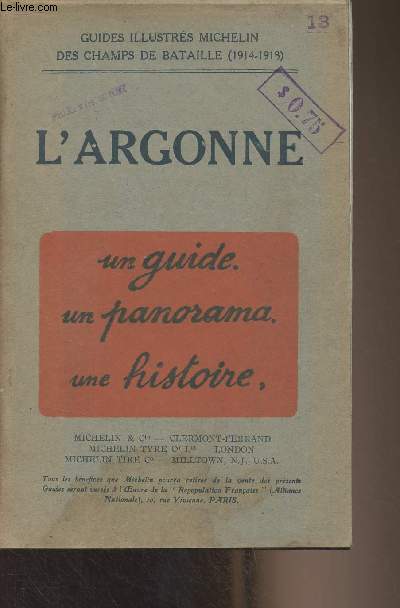 Le-livre.com
13
GUIDES ILLUSTRÉS MICHELIN
DES CHAMPS DE BATAILLE (1914-1918)
$ 0.75
L'ARGONNE
un guide.
un panorama.
une histoire.
MICHELIN & Cie — CLERMONT-FERRAND
MICHELIN TYRE Co Ld — LONDON
MICHELIN TIRE Co — MILLTOWN, N.J., U.S.A.
Tous les bénéfices que Michelin pourra retirer de la vente des présents
Guides seront versés à l'Œuvre de la "Repopulation Française" (Alliance
Nationale), 10, rue Vivienne, PARIS.